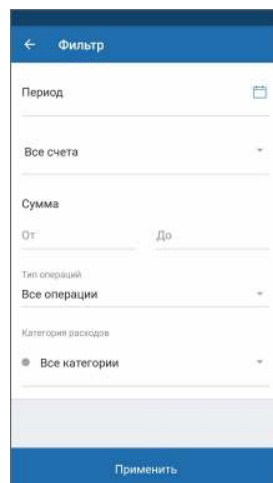 Фильтр
Период
Все счета
Сумма
От До
Тип операций
Все операции
Категория расходов
Все категории
Применить